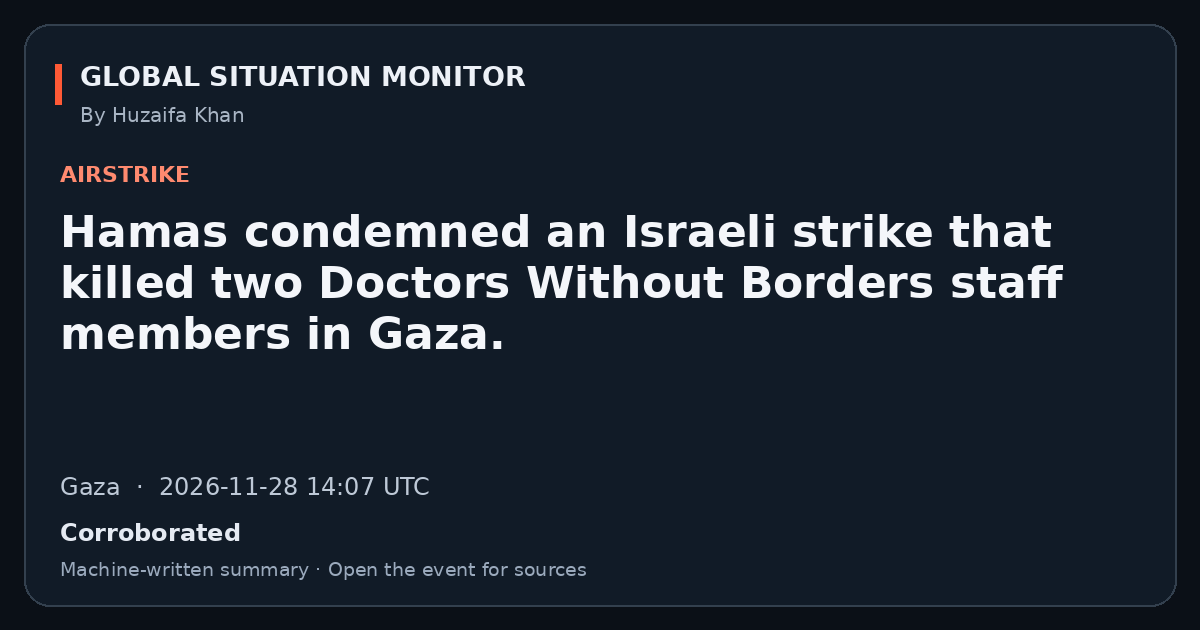 GLOBAL SITUATION MONITOR
By Huzaifa Khan
AIRSTRIKE
Hamas condemned an Israeli strike that
killed two Doctors Without Borders staff
members in Gaza.
Gaza · 2026-11-28 14:07 UTC
Corroborated
Machine-written summary · Open the event for sources